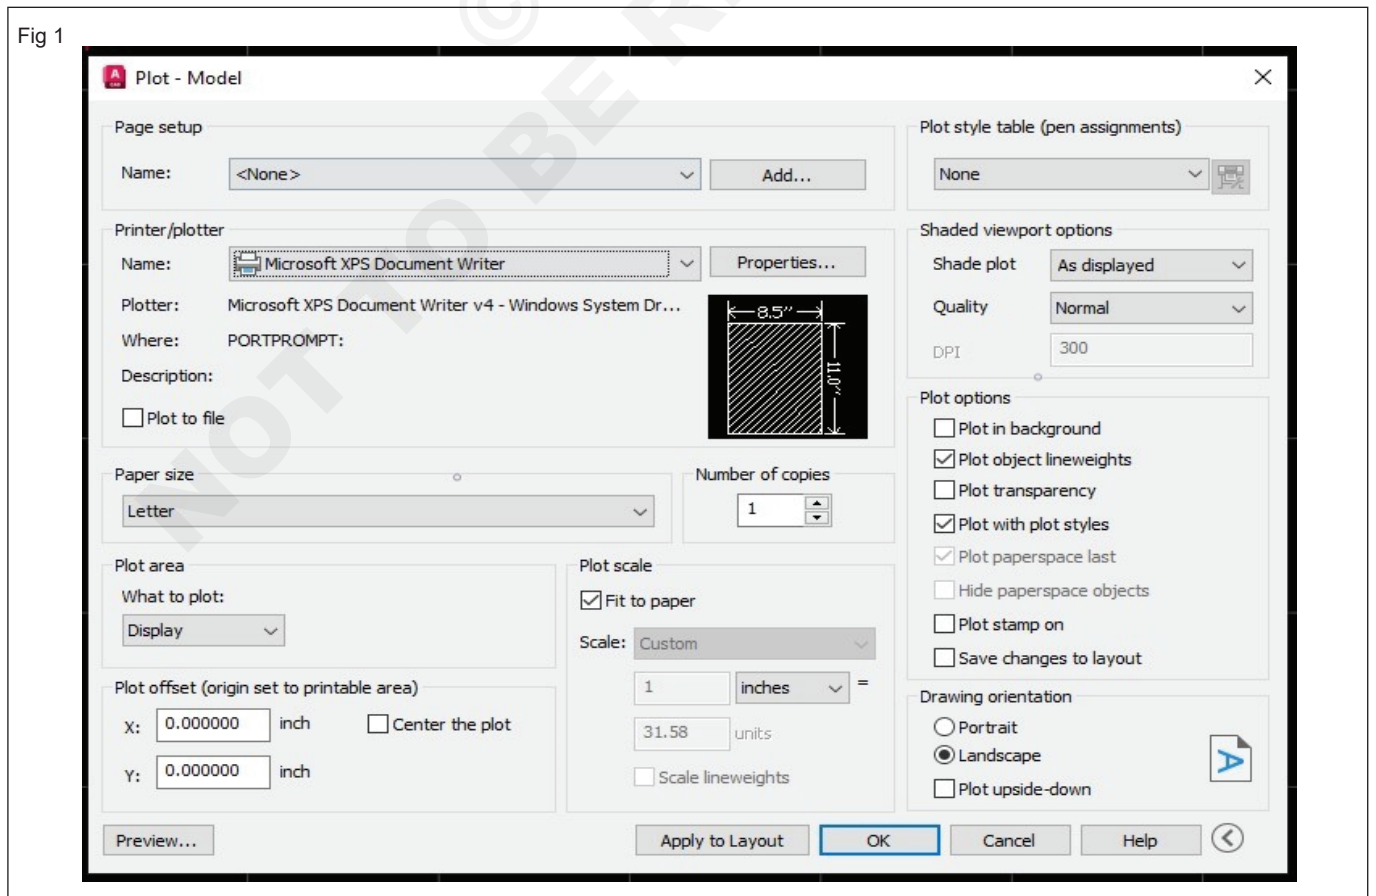 Fig 1
Plot - Model
Page setup
Name: <None> Add...
Plot style table (pen assignments)
None
Printer/plotter
Name: Microsoft XPS Document Writer Properties...
Plotter: Microsoft XPS Document Writer v4 - Windows System Dr...
Where: PORTPROMPT:
Description:
Plot to file
8.5"
11.0"
Shaded viewport options
Shade plot As displayed
Quality Normal
DPI 300
Paper size
Letter
Number of copies
1
Plot options
Plot in background
Plot object lineweights
Plot transparency
Plot with plot styles
Plot paperspace last
Hide paperspace objects
Plot stamp on
Save changes to layout
Plot area
What to plot:
Display
Plot scale
Fit to paper
Scale: Custom
1 inches =
31.58 units
Scale lineweights
Plot offset (origin set to printable area)
X: 0.000000 inch Center the plot
Y: 0.000000 inch
Drawing orientation
Portrait
Landscape
Plot upside-down
A
Preview... Apply to Layout OK Cancel Help
©
NOT TO BE